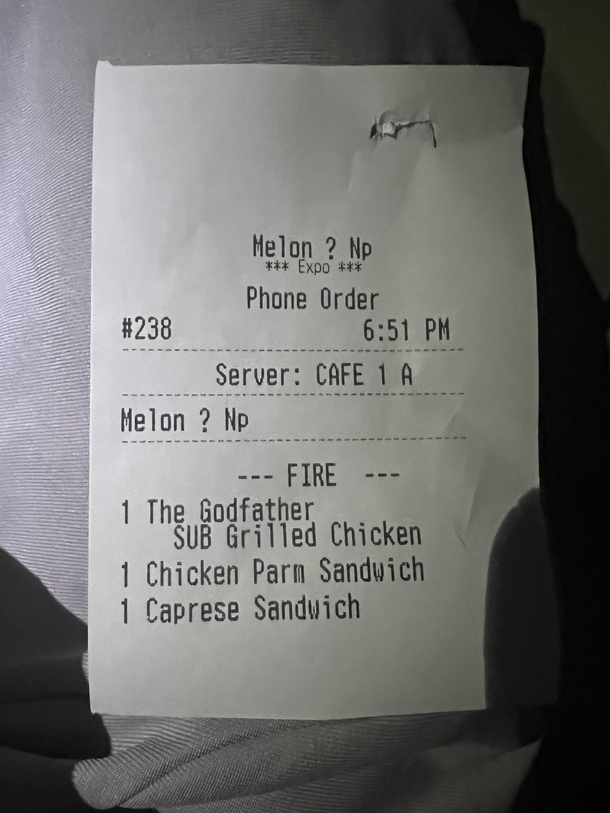 Melon ? Np
*** Expo ***
Phone Order
#238 6:51 PM
Server: CAFE 1 A
Melon ? Np
--- FIRE ---
1 The Godfather
SUB Grilled Chicken
1 Chicken Parm Sandwich
1 Caprese Sandwich